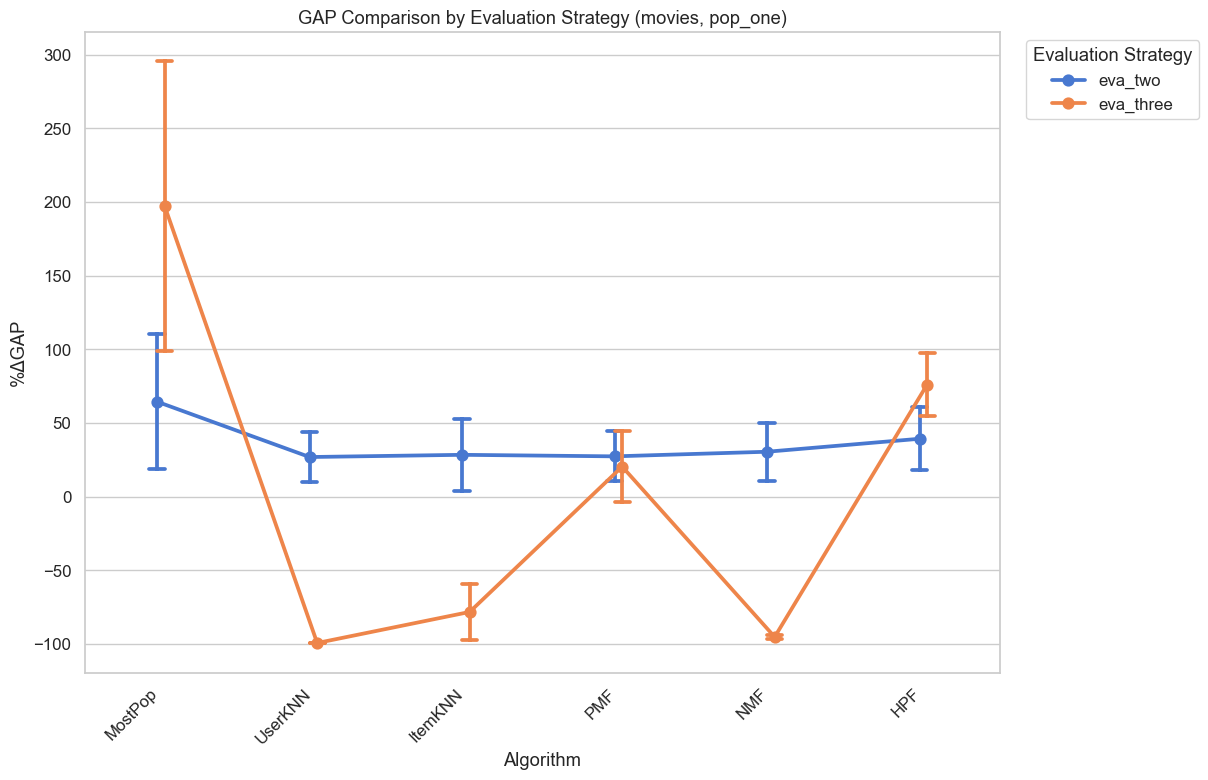 GAP Comparison by Evaluation Strategy (movies, pop_one)
Evaluation Strategy
eva_two
eva_three
%ΔGAP
300
250
200
150
100
50
0
−50
−100
MostPop
UserKNN
ItemKNN
PMF
NMF
HPF
Algorithm